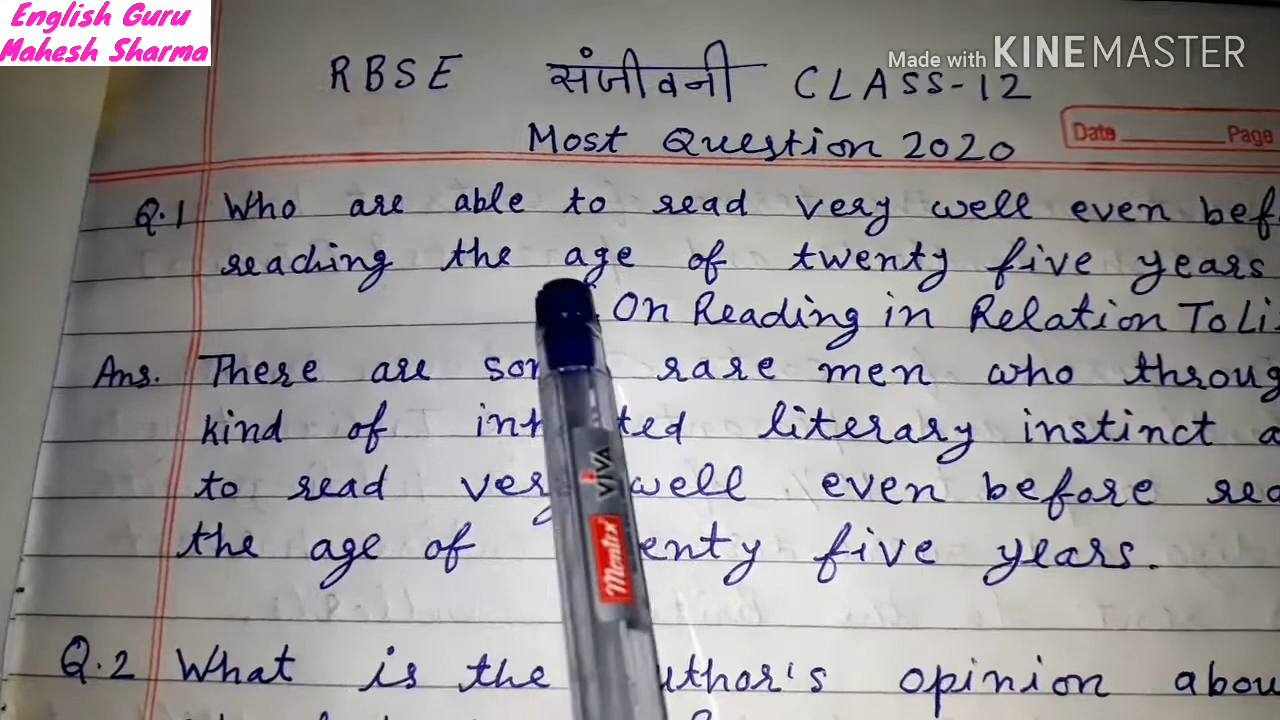 English Guru
Mahesh Sharma
Made with KINEMASTER
RBSE संजीवनी CLASS-12
Most Question 2020
Date Page
Q.1 Who are able to read very well even bef
reaching the age of twenty five years
On Reading in Relation To Li
Ans. There are rare men who throug
kind of literary instinct a
to read well even before rea
the age of five years.
Q.2 What is the opinion abou
Montex VIVA